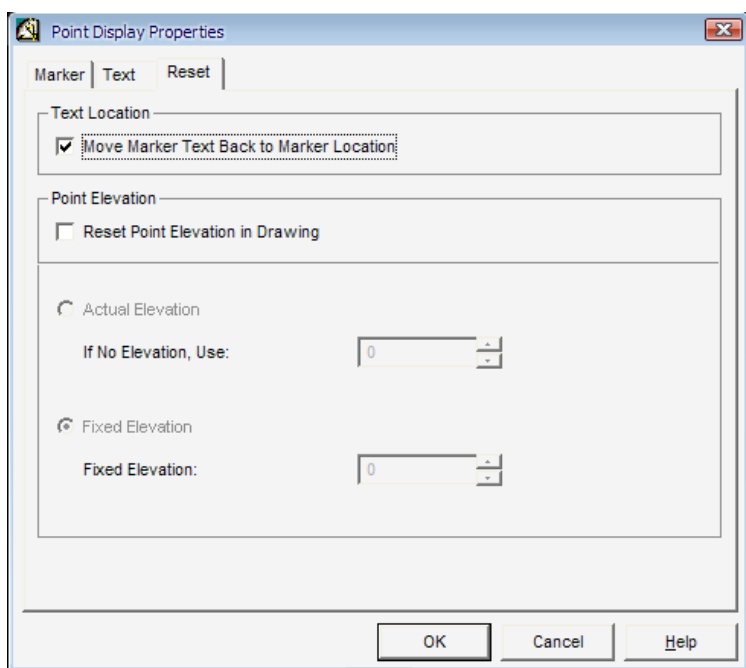 Point Display Properties
Marker Text Reset
Text Location
Move Marker Text Back to Marker Location
Point Elevation
Reset Point Elevation in Drawing
Actual Elevation
If No Elevation, Use: 0
Fixed Elevation
Fixed Elevation: 0
OK Cancel Help